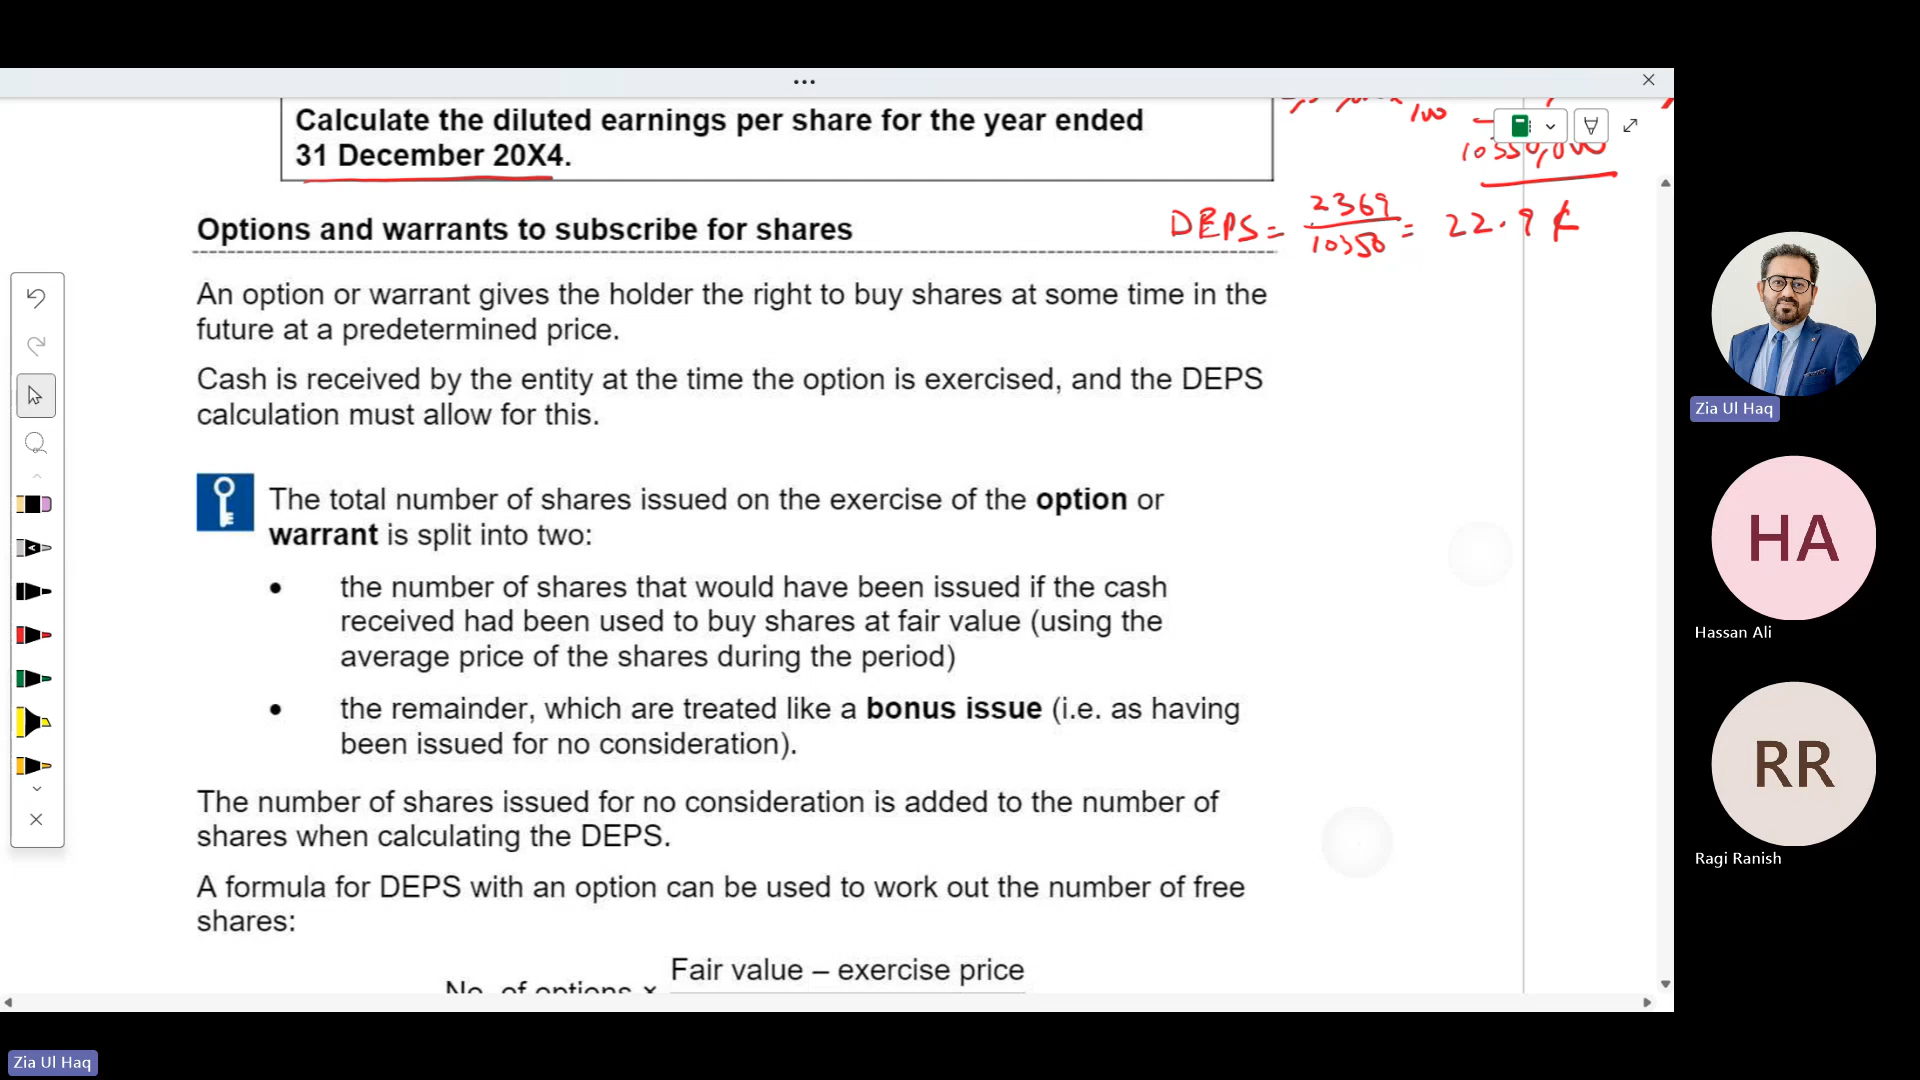 Calculate the diluted earnings per share for the year ended
31 December 20X4.
100
10350,000
DEPS = 2369 / 10350 = 22.9 ¢
Options and warrants to subscribe for shares
An option or warrant gives the holder the right to buy shares at some time in the
future at a predetermined price.
Cash is received by the entity at the time the option is exercised, and the DEPS
calculation must allow for this.
The total number of shares issued on the exercise of the option or
warrant is split into two:
• the number of shares that would have been issued if the cash
received had been used to buy shares at fair value (using the
average price of the shares during the period)
• the remainder, which are treated like a bonus issue (i.e. as having
been issued for no consideration).
The number of shares issued for no consideration is added to the number of
shares when calculating the DEPS.
A formula for DEPS with an option can be used to work out the number of free
shares:
Fair value – exercise price
No. of options ×
Zia Ul Haq
HA
Hassan Ali
RR
Ragi Ranish
Zia Ul Haq